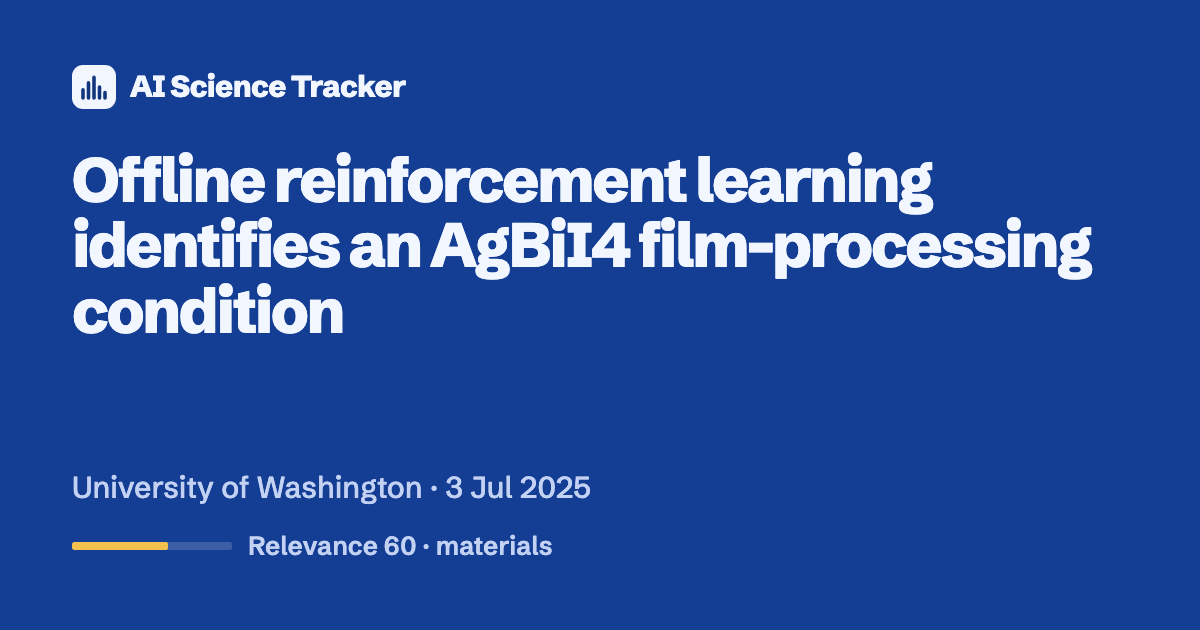 AI Science Tracker
Offline reinforcement learning
identifies an AgBiI4 film-processing
condition
University of Washington · 3 Jul 2025
Relevance 60 · materials